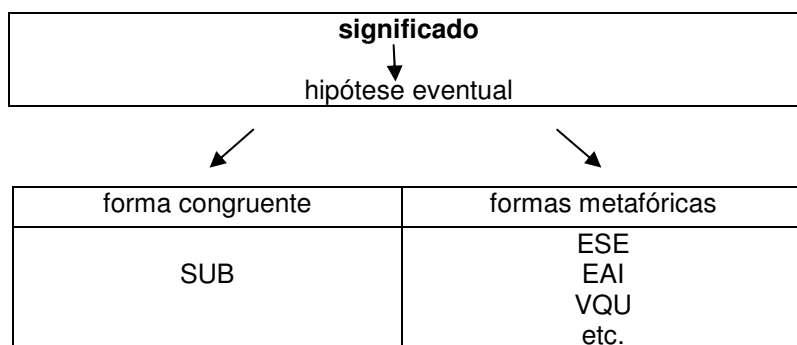 significado
hipótese eventual
forma congruente formas metafóricas
ESE
SUB EAI
VQU
etc.